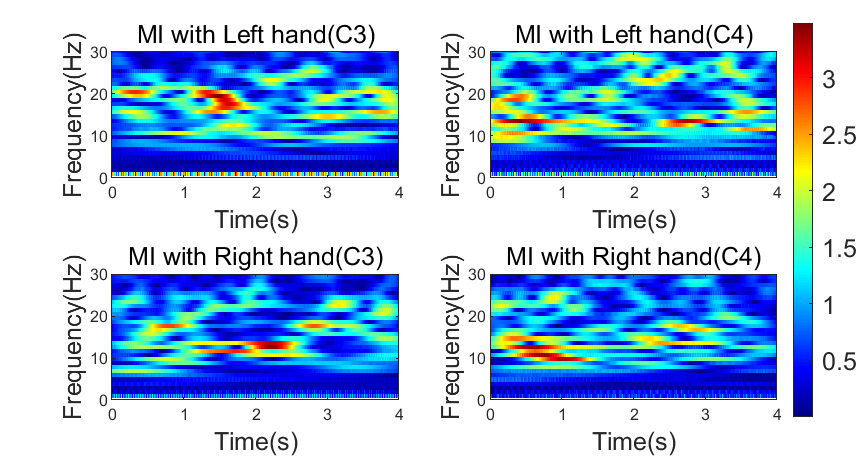 MI with Left hand(C3)
Frequency(Hz)
30
20
10
0
0 1 2 3 4
Time(s)
MI with Left hand(C4)
Frequency(Hz)
30
20
10
0
0 1 2 3 4
Time(s)
MI with Right hand(C3)
Frequency(Hz)
30
20
10
0
0 1 2 3 4
Time(s)
MI with Right hand(C4)
Frequency(Hz)
30
20
10
0
0 1 2 3 4
Time(s)
3
2.5
2
1.5
1
0.5